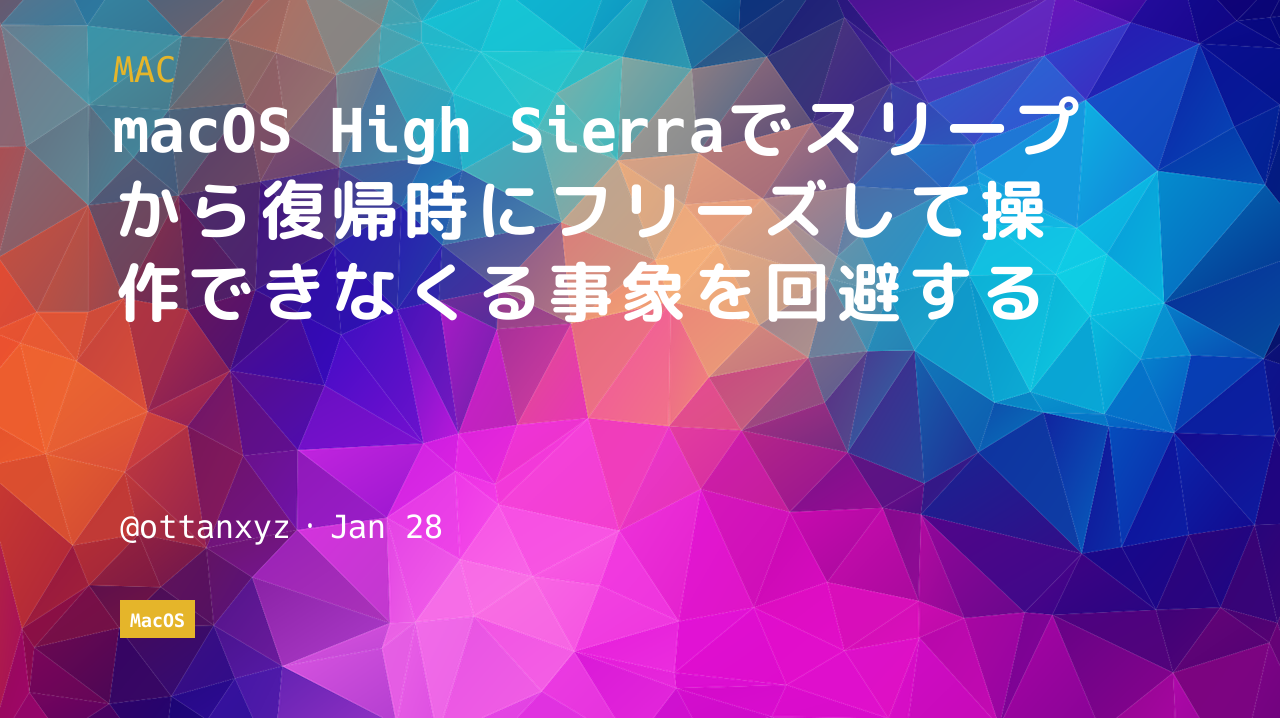 MAC
macOS High Sierraでスリープ
から復帰時にフリーズして操
作できなくる事象を回避する
@ottanxyz · Jan 28
MacOS